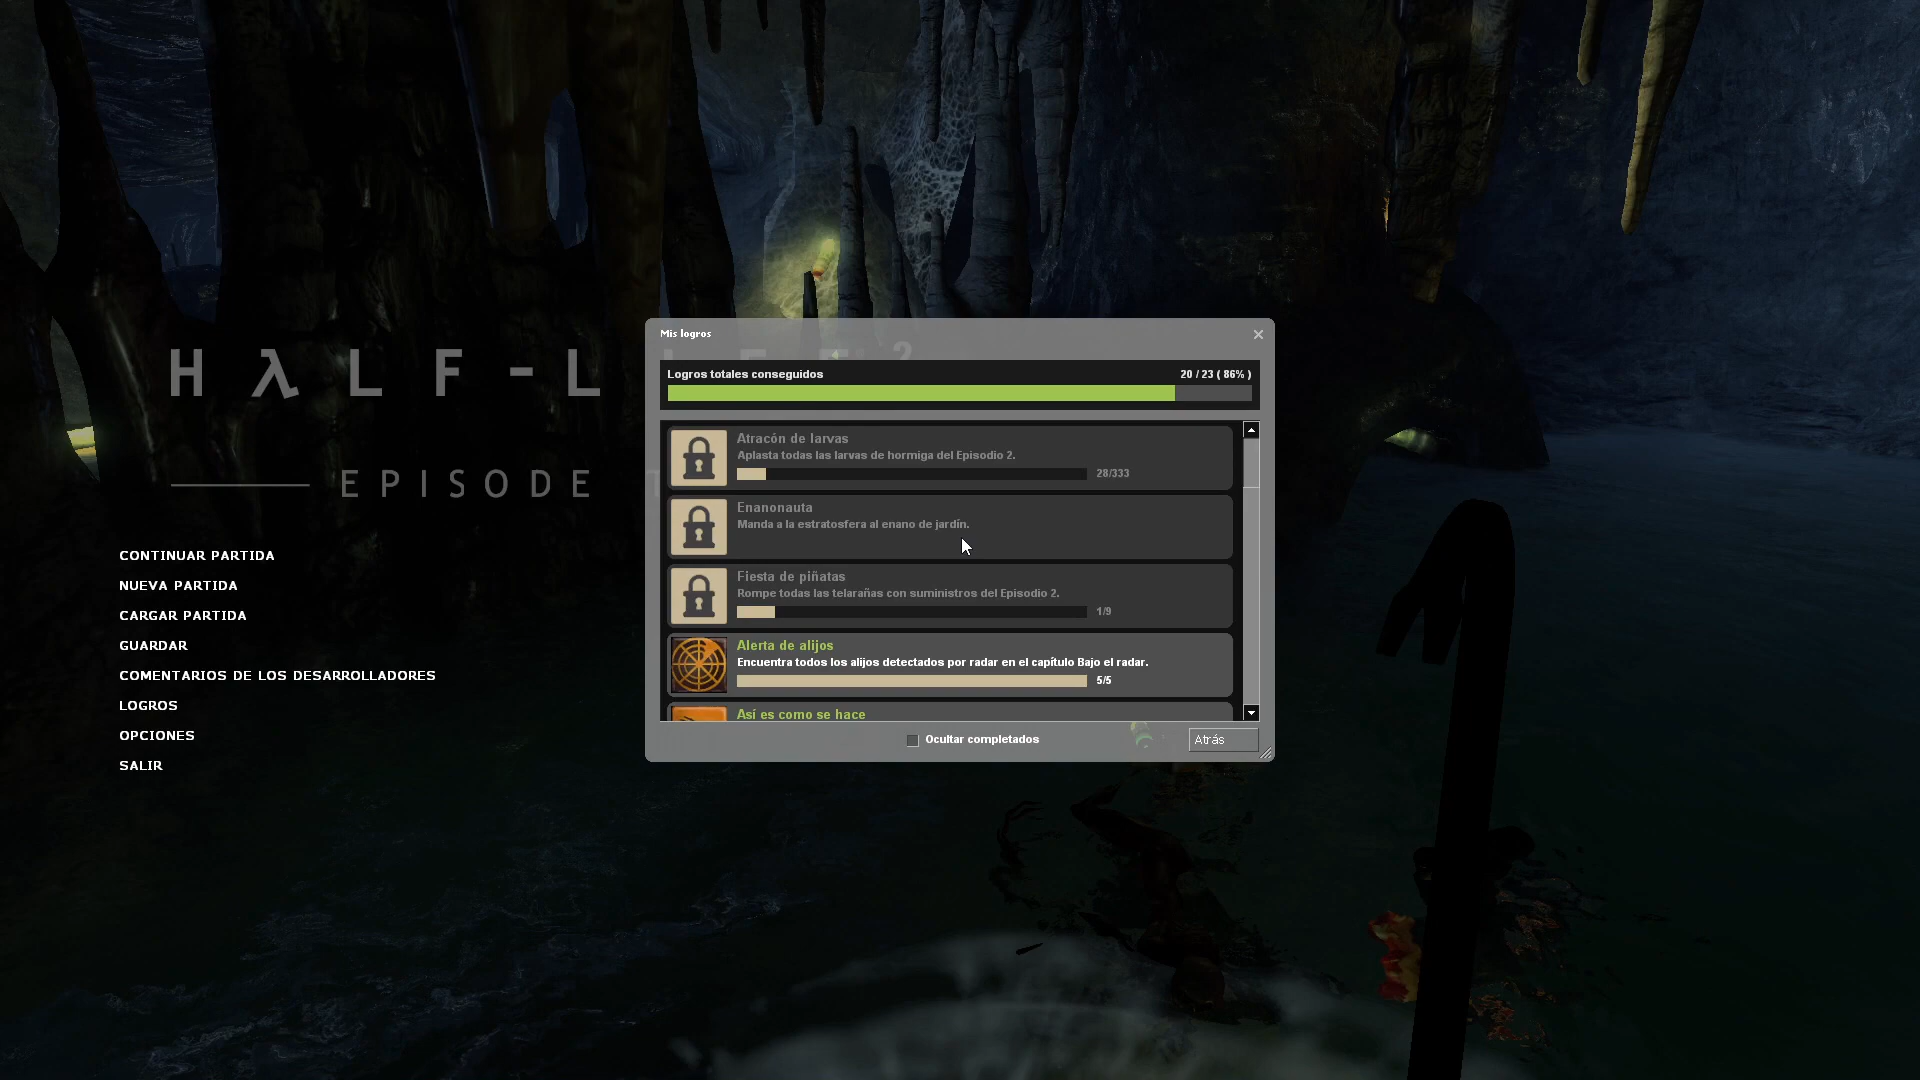 HλLF-L
EPISODE
CONTINUAR PARTIDA
NUEVA PARTIDA
CARGAR PARTIDA
GUARDAR
COMENTARIOS DE LOS DESARROLLADORES
LOGROS
OPCIONES
SALIR
Mis logros
Logros totales conseguidos 20 / 23 ( 86% )
Atracón de larvas
Aplasta todas las larvas de hormiga del Episodio 2.
28/333
Enanonauta
Manda a la estratosfera al enano de jardín.
Fiesta de piñatas
Rompe todas las telarañas con suministros del Episodio 2.
1/9
Alerta de alijos
Encuentra todos los alijos detectados por radar en el capítulo Bajo el radar.
5/5
Así es como se hace
Ocultar completados
Atrás